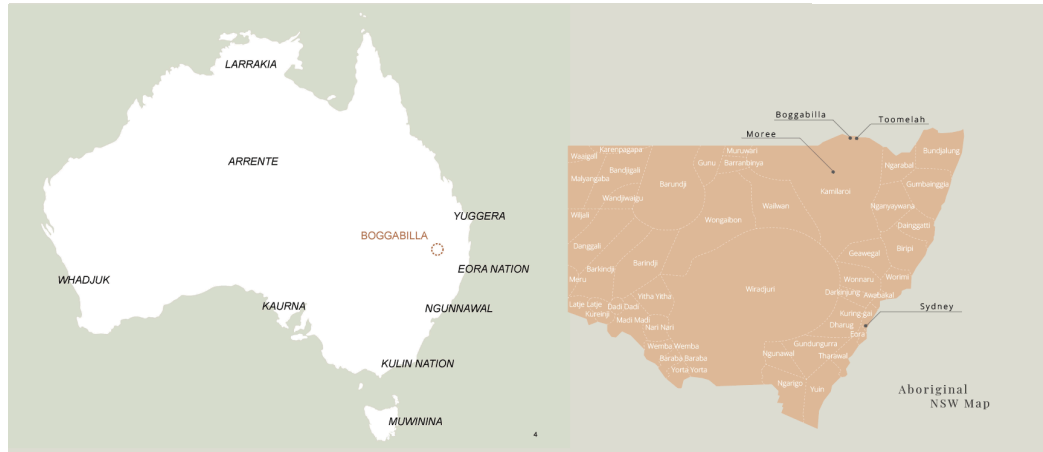 LARRAKIA
ARRENTE
YUGGERA
BOGGABILLA
EORA NATION
WHADJUK
KAURNA
NGUNNAWAL
KULIN NATION
MUWININA
4
Boggabilla
Toomelah
Moree
Bundjalung
Karenpagapa
Muruwari
Waaigali
Gunu
Barranbinya
Ngarabal
Bandjigali
Malyangaba
Barundji
Gumbainggia
Kamilaroi
Wandjiwalgu
Wailwan
Nganyaywana
Wiljali
Wongaibon
Dainggatti
Danggali
Biripi
Geawegal
Barindji
Barkindji
Meru
Wonnaru
Worimi
Wiradjuri
Darkinjung
Awabakal
Yitha Yitha
Latje Latje
Dadi Dadi
Kureinji
Kuring-gai
Sydney
Madi Madi
Dharug
Nari Nari
Eora
Gundungurra
Wemba Wemba
Ngunawal
Tharawal
Baraba Baraba
Yorta Yorta
Ngarigo
Yuin
Aboriginal
NSW Map